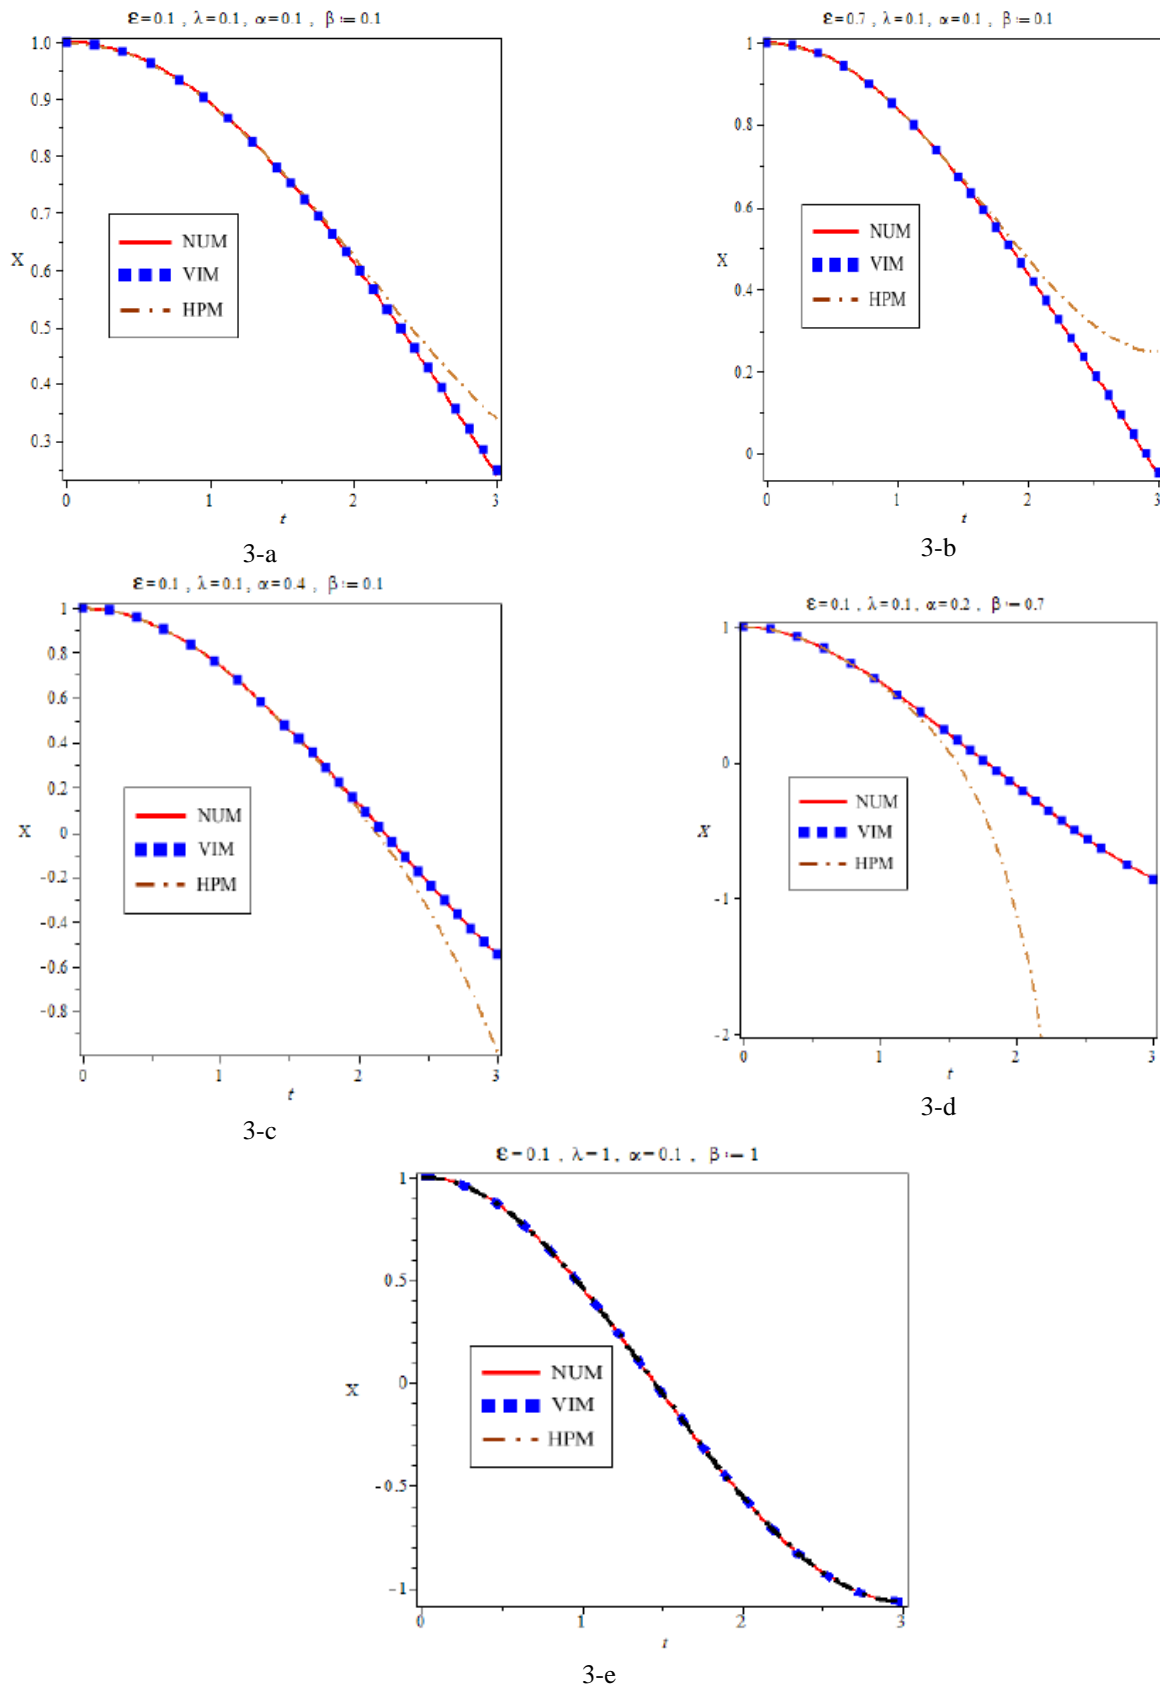 ε=0.1 , λ=0.1, α=0.1 , β:=0.1
1.0
0.9
0.8
0.7
0.6
0.5
0.4
0.3
X
NUM
VIM
HPM
0 1 2 3
t
3-a
ε=0.7 , λ=0.1, α=0.1 , β:=0.1
1
0.8
0.6
0.4
0.2
0
X
NUM
VIM
HPM
0 1 2 3
t
3-b
ε=0.1 , λ=0.1, α=0.4 , β:=0.1
1
0.8
0.6
0.4
0.2
0
-0.2
-0.4
-0.6
-0.8
X
NUM
VIM
HPM
0 1 2 3
t
3-c
ε=0.1 , λ=0.1, α=0.2 , β:=0.7
1
0
-1
-2
X
NUM
VIM
HPM
0 1 2 3
t
3-d
ε=0.1 , λ=1, α=0.1 , β:=1
1
0.5
0
-0.5
-1
X
NUM
VIM
HPM
0 1 2 3
t
3-e